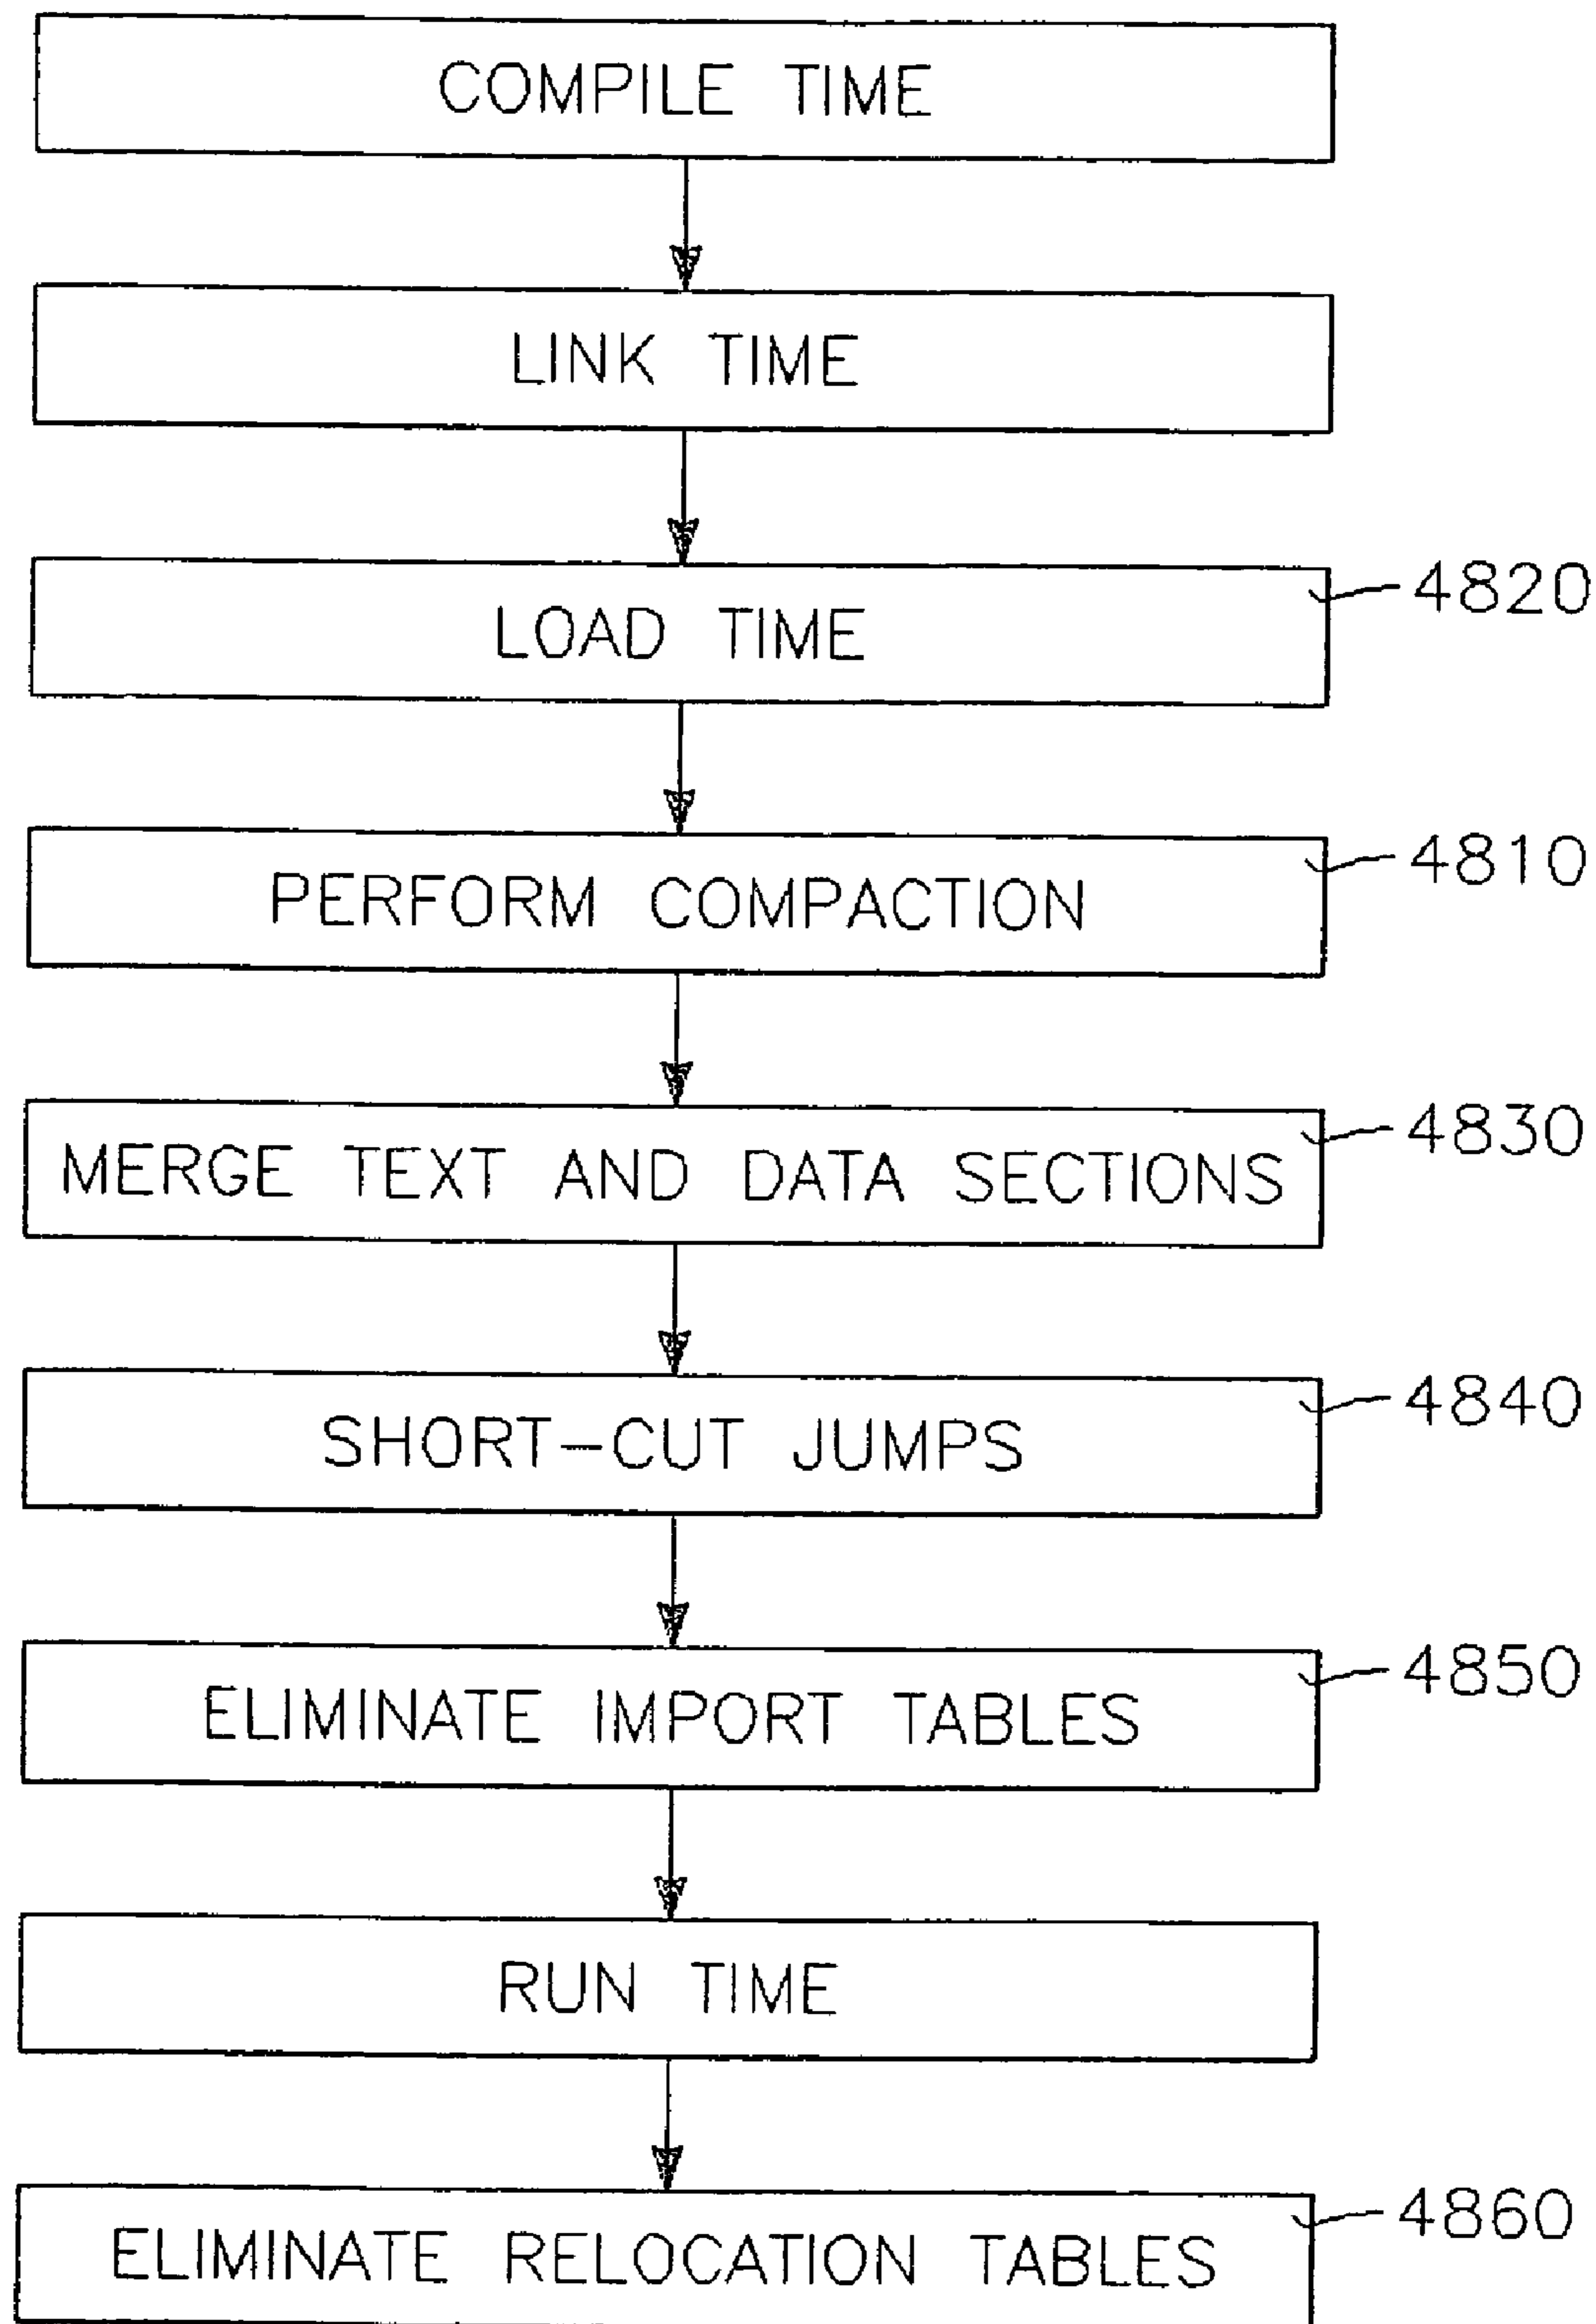 COMPILE TIME
LINK TIME
LOAD TIME
4820
PERFORM COMPACTION
4810
MERGE TEXT AND DATA SECTIONS
4830
SHORT-CUT JUMPS
4840
ELIMINATE IMPORT TABLES
4850
RUN TIME
ELIMINATE RELOCATION TABLES
4860